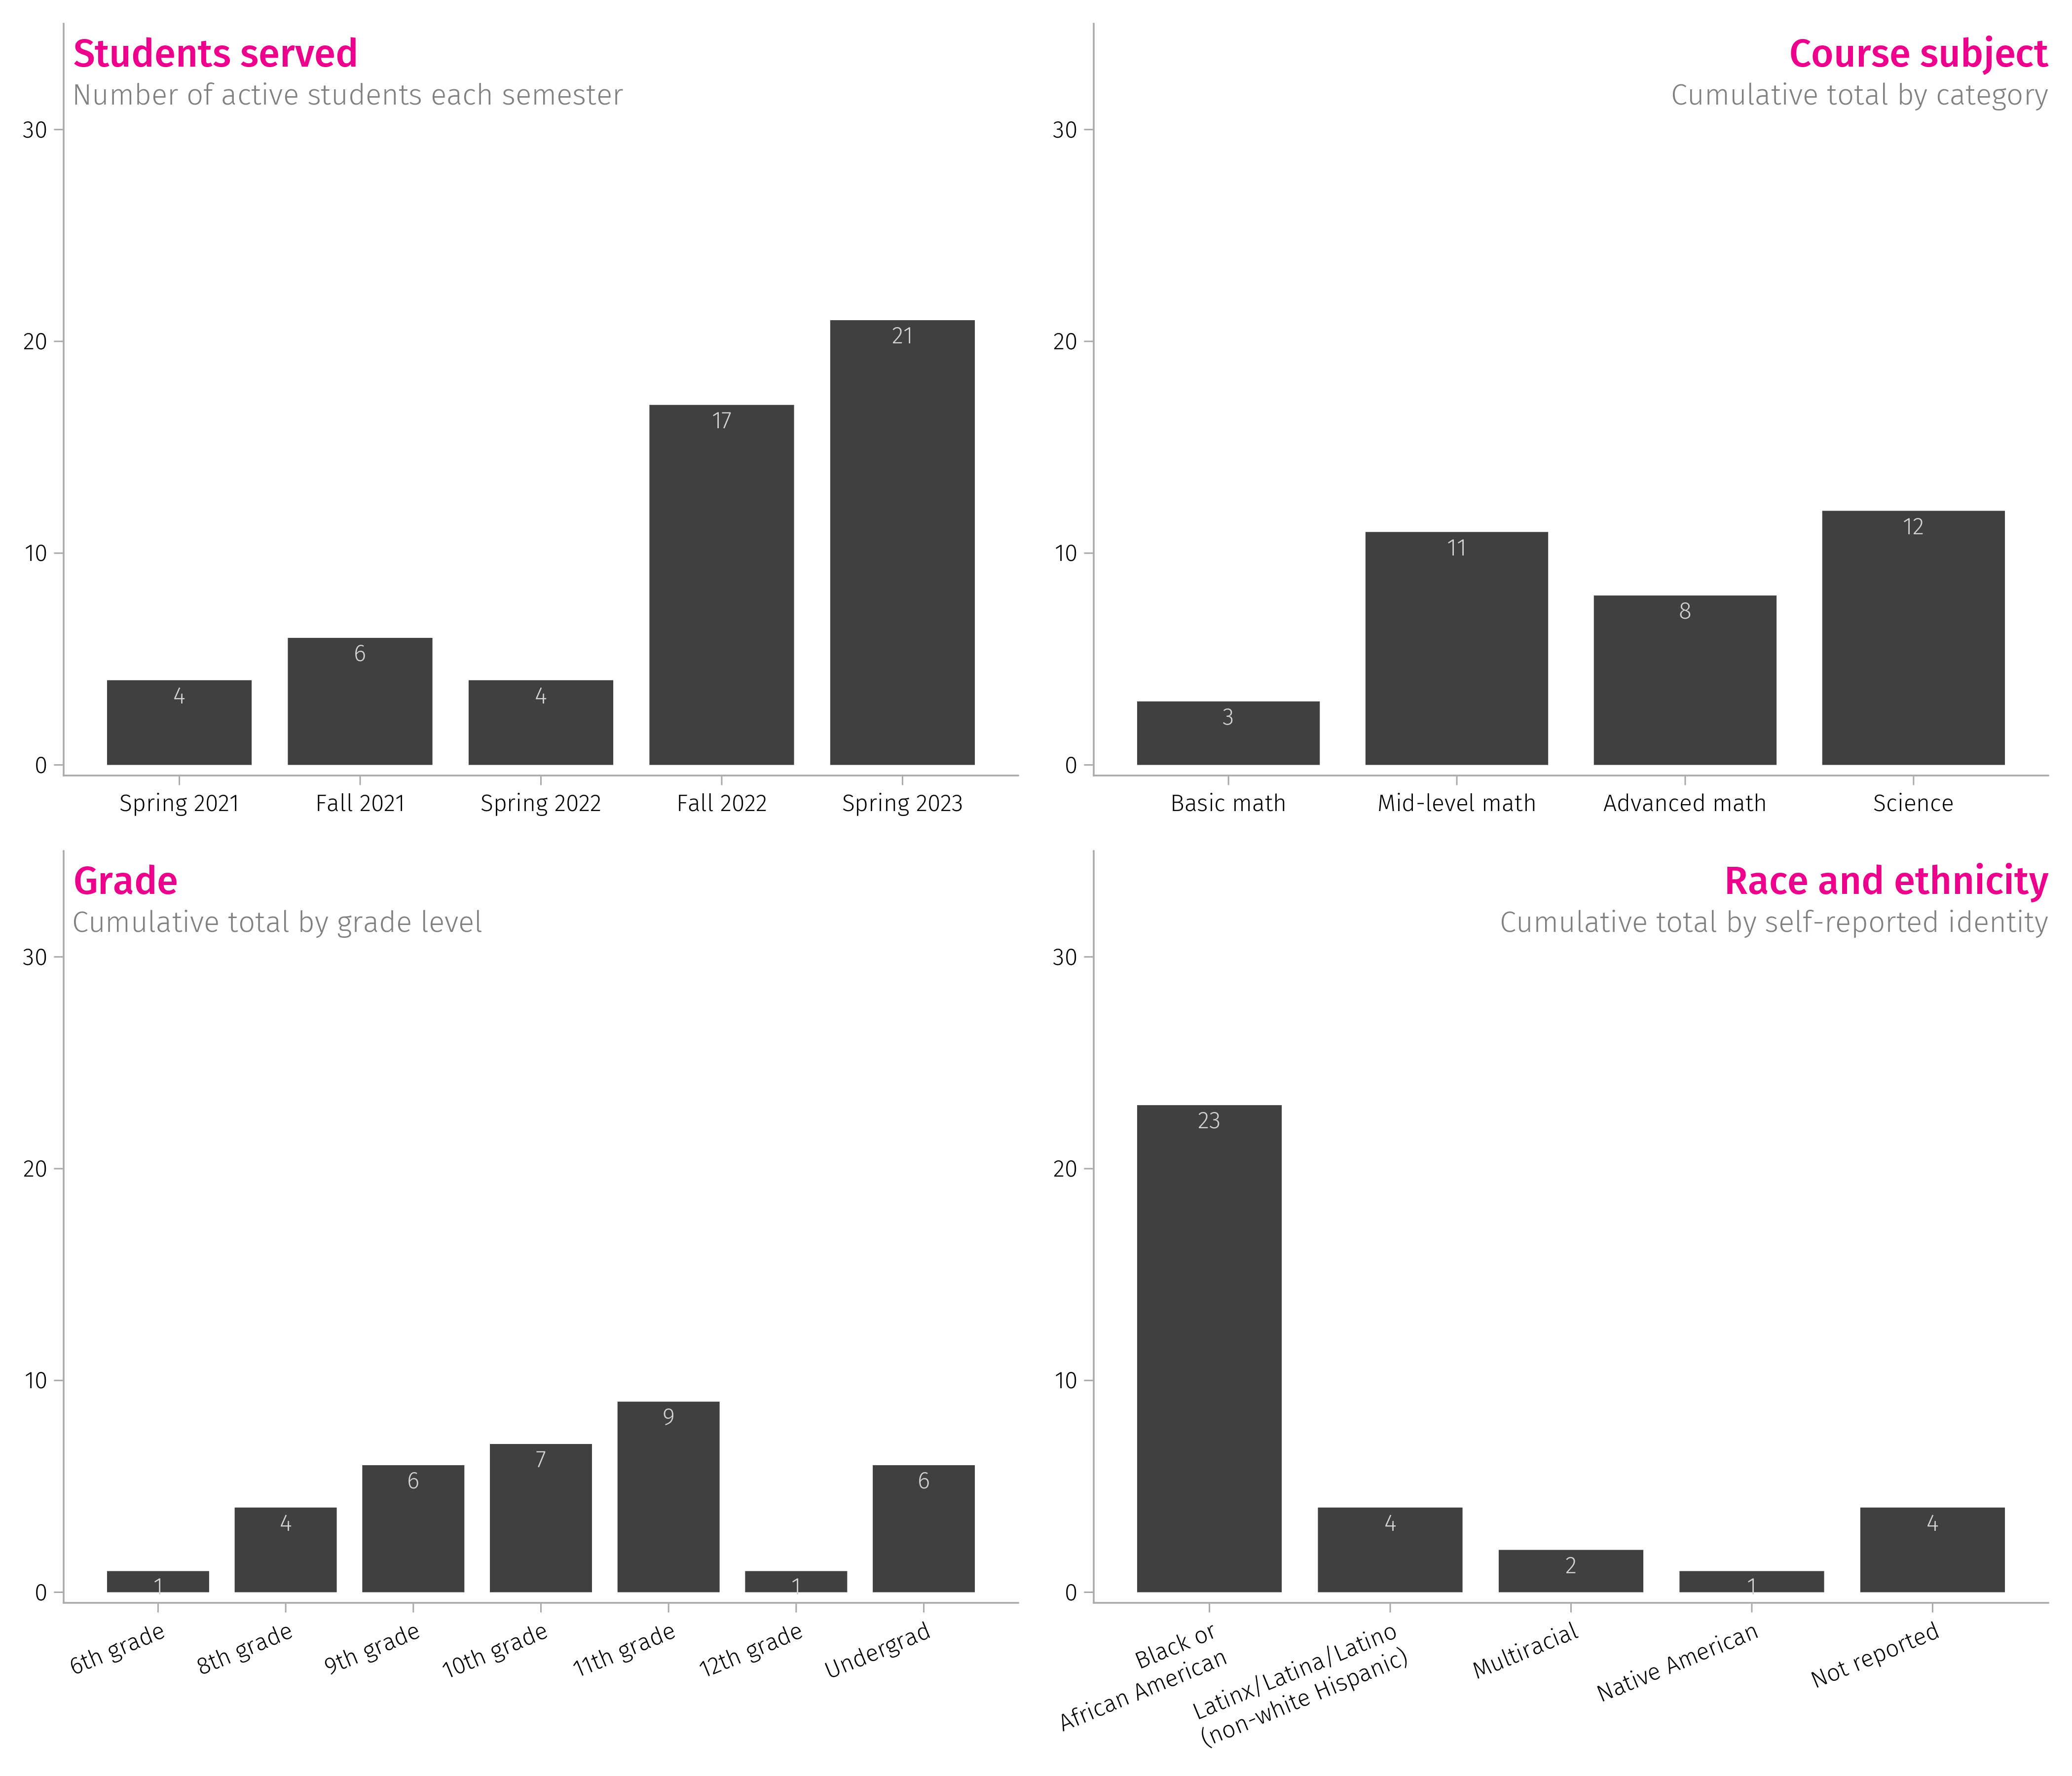 Students served
Number of active students each semester
30
20
10
0
4
6
4
17
21
Spring 2021
Fall 2021
Spring 2022
Fall 2022
Spring 2023
Course subject
Cumulative total by category
30
20
10
0
3
11
8
12
Basic math
Mid-level math
Advanced math
Science
Grade
Cumulative total by grade level
30
20
10
0
1
4
6
7
9
1
6
6th grade
8th grade
9th grade
10th grade
11th grade
12th grade
Undergrad
Race and ethnicity
Cumulative total by self-reported identity
30
20
10
0
23
4
2
1
4
Black or
African American
Latinx/Latina/Latino
(non-white Hispanic)
Multiracial
Native American
Not reported